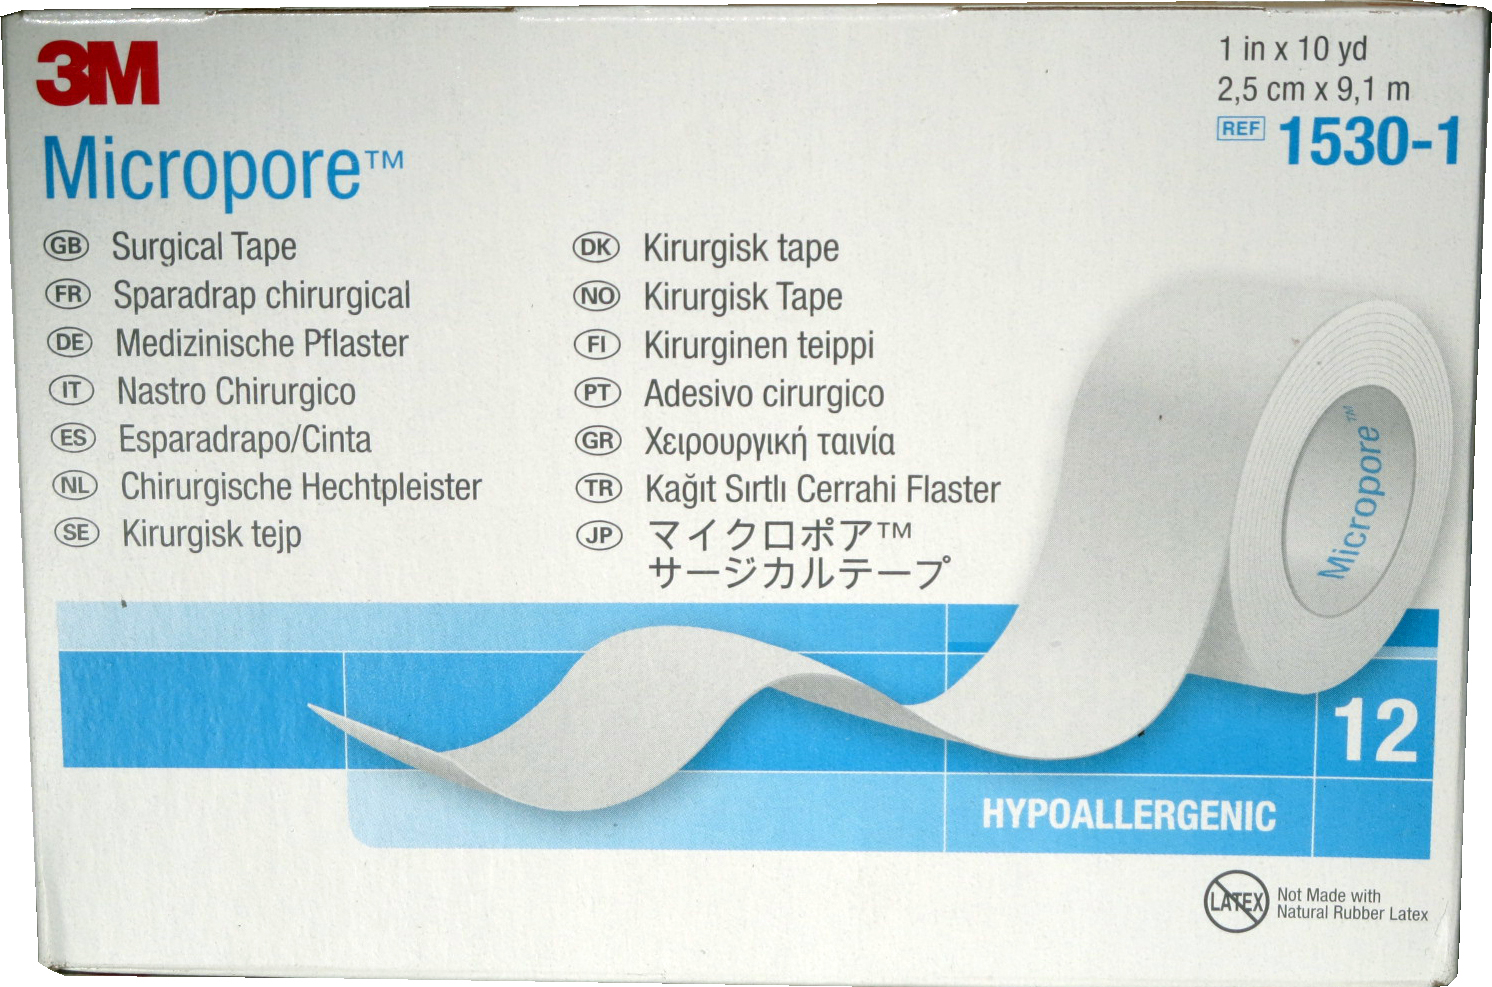 3M
Micropore™
1 in x 10 yd
2,5 cm x 9,1 m
REF 1530-1
GB Surgical Tape
FR Sparadrap chirurgical
DE Medizinische Pflaster
IT Nastro Chirurgico
ES Esparadrapo/Cinta
NL Chirurgische Hechtpleister
SE Kirurgisk tejp
DK Kirurgisk tape
NO Kirurgisk Tape
FI Kirurginen teippi
PT Adesivo cirurgico
GR Χειρουργική ταινία
TR Kağıt Sırtlı Cerrahi Flaster
JP マイクロポア™
サージカルテープ
Micropore™
12
HYPOALLERGENIC
LATEX
Not Made with
Natural Rubber Latex